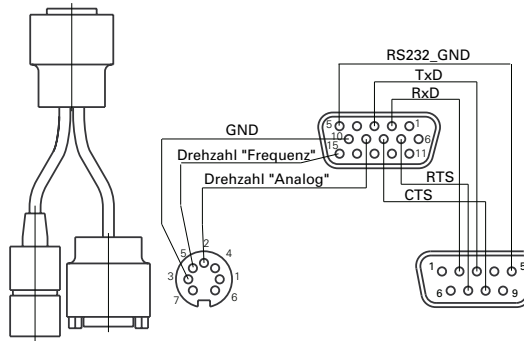 RS232_GND
TxD
RxD
5 1
GND 10 6
15 11
Drehzahl "Frequenz"
Drehzahl "Analog"
RTS
CTS
2
5 4
3 1
7 6
1 5
6 9